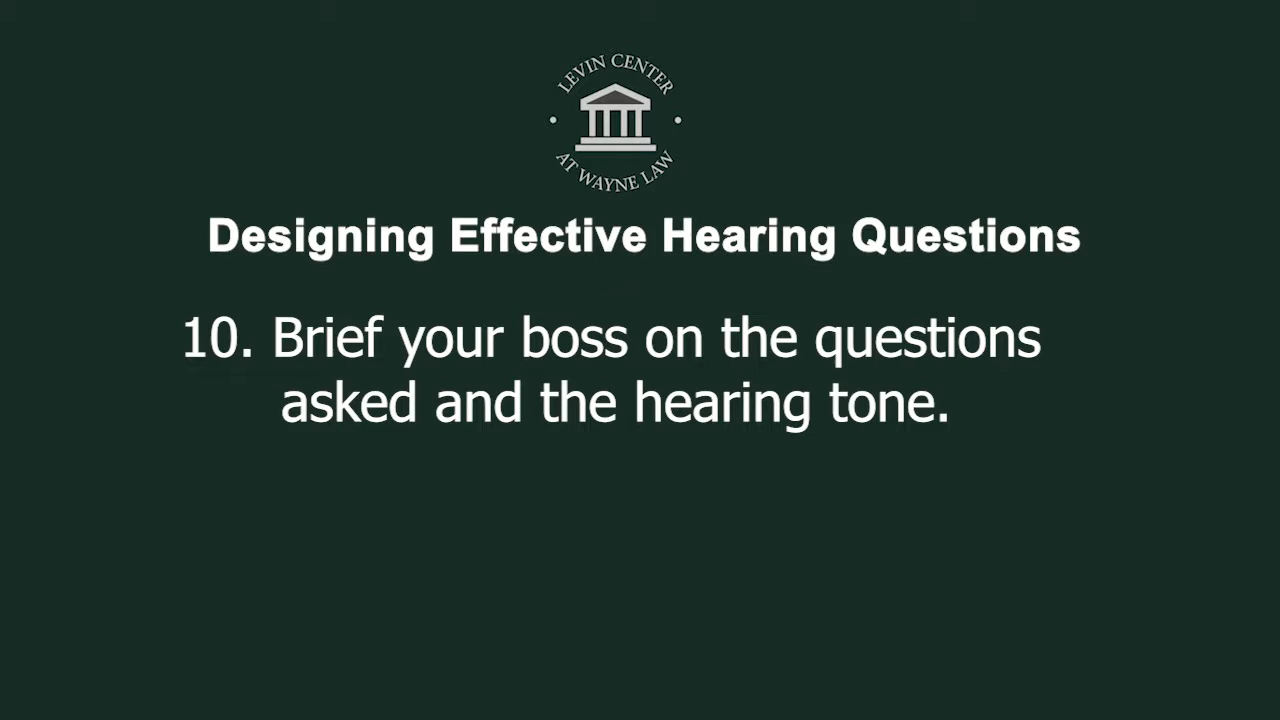 LEVIN CENTER
AT WAYNE LAW
Designing Effective Hearing Questions
10. Brief your boss on the questions
asked and the hearing tone.